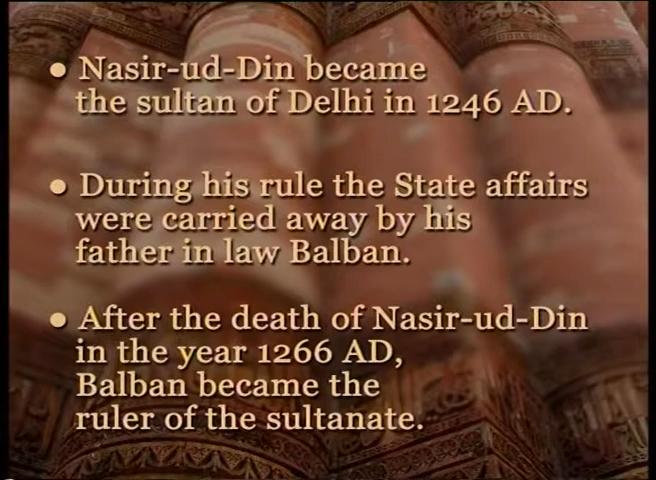 • Nasir-ud-Din became
the sultan of Delhi in 1246 AD.
• During his rule the State affairs
were carried away by his
father in law Balban.
• After the death of Nasir-ud-Din
in the year 1266 AD,
Balban became the
ruler of the sultanate.